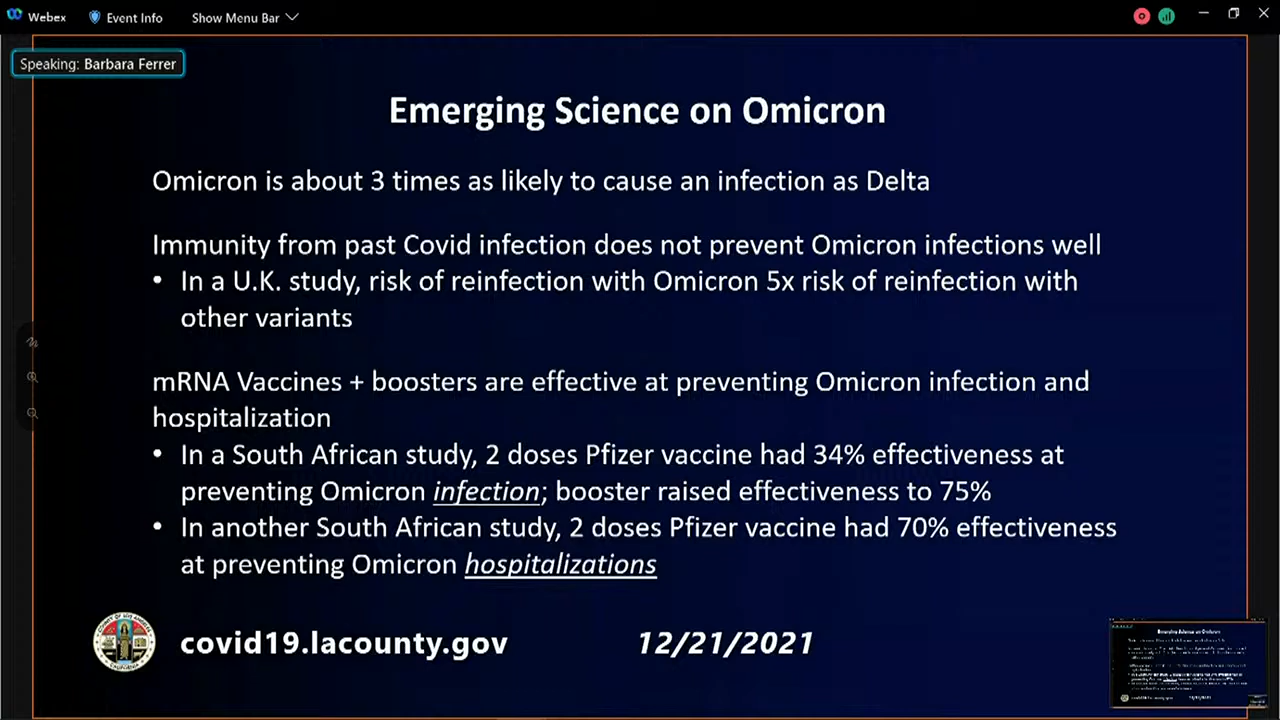 Webex
Event Info
Show Menu Bar
Speaking: Barbara Ferrer
Emerging Science on Omicron
Omicron is about 3 times as likely to cause an infection as Delta
Immunity from past Covid infection does not prevent Omicron infections well
• In a U.K. study, risk of reinfection with Omicron 5x risk of reinfection with
other variants
mRNA Vaccines + boosters are effective at preventing Omicron infection and
hospitalization
• In a South African study, 2 doses Pfizer vaccine had 34% effectiveness at
preventing Omicron infection; booster raised effectiveness to 75%
• In another South African study, 2 doses Pfizer vaccine had 70% effectiveness
at preventing Omicron hospitalizations
covid19.lacounty.gov
12/21/2021
Emerging Science on Omicron